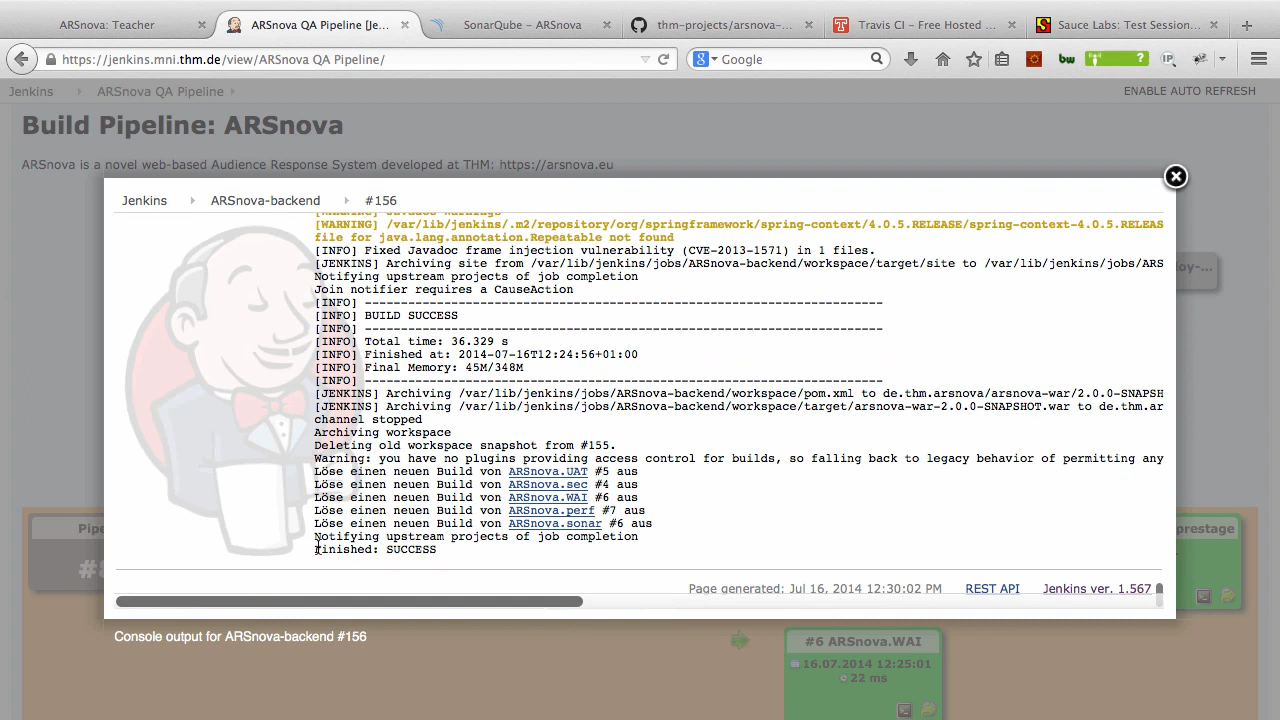 ARSnova: Teacher
ARSnova QA Pipeline [Je...
SonarQube – ARSnova
thm-projects/arsnova-...
Travis CI – Free Hosted ...
Sauce Labs: Test Session...
https://jenkins.mni.thm.de/view/ARSnova QA Pipeline/
Google
bw
?
IP
Jenkins
ARSnova QA Pipeline
ENABLE AUTO REFRESH
Build Pipeline: ARSnova
ARSnova is a novel web-based Audience Response System developed at THM: https://arsnova.eu
Jenkins
ARSnova-backend
#156
[WARNING] Javadoc Warnings
[WARNING] /var/lib/jenkins/.m2/repository/org/springframework/spring-context/4.0.5.RELEASE/spring-context-4.0.5.RELEAS
file for java.lang.annotation.Repeatable not found
[INFO] Fixed Javadoc frame injection vulnerability (CVE-2013-1571) in 1 files.
[JENKINS] Archiving site from /var/lib/jenkins/jobs/ARSnova-backend/workspace/target/site to /var/lib/jenkins/jobs/ARS
Notifying upstream projects of job completion
Join notifier requires a CauseAction
[INFO] ------------------------------------------------------------------------
[INFO] BUILD SUCCESS
[INFO] ------------------------------------------------------------------------
[INFO] Total time: 36.329 s
[INFO] Finished at: 2014-07-16T12:24:56+01:00
[INFO] Final Memory: 45M/348M
[INFO] ------------------------------------------------------------------------
[JENKINS] Archiving /var/lib/jenkins/jobs/ARSnova-backend/workspace/pom.xml to de.thm.arsnova/arsnova-war/2.0.0-SNAPSH
[JENKINS] Archiving /var/lib/jenkins/jobs/ARSnova-backend/workspace/target/arsnova-war-2.0.0-SNAPSHOT.war to de.thm.ar
channel stopped
Archiving workspace
Deleting old workspace snapshot from #155.
Warning: you have no plugins providing access control for builds, so falling back to legacy behavior of permitting any
Löse einen neuen Build von ARSnova.UAT #5 aus
Löse einen neuen Build von ARSnova.sec #4 aus
Löse einen neuen Build von ARSnova.WAI #6 aus
Löse einen neuen Build von ARSnova.perf #7 aus
Löse einen neuen Build von ARSnova.sonar #6 aus
Notifying upstream projects of job completion
Finished: SUCCESS
Page generated: Jul 16, 2014 12:30:02 PM
REST API
Jenkins ver. 1.567
Console output for ARSnova-backend #156
oy-...
Pipe
prestage
#6 ARSnova.WAI
16.07.2014 12:25:01
22 ms